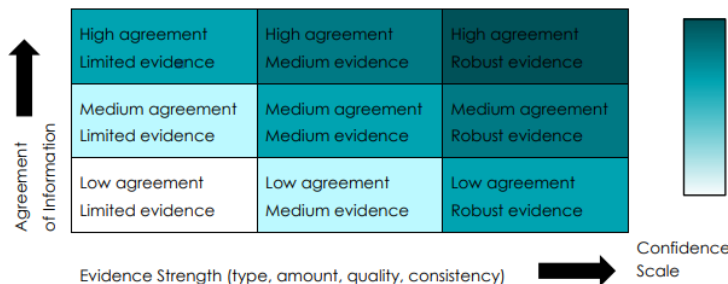 High agreement
Limited evidence
High agreement
Medium evidence
High agreement
Robust evidence
Medium agreement
Limited evidence
Medium agreement
Medium evidence
Medium agreement
Robust evidence
Low agreement
Limited evidence
Low agreement
Medium evidence
Low agreement
Robust evidence
Agreement
of Information
Evidence Strength (type, amount, quality, consistency)
Confidence
Scale